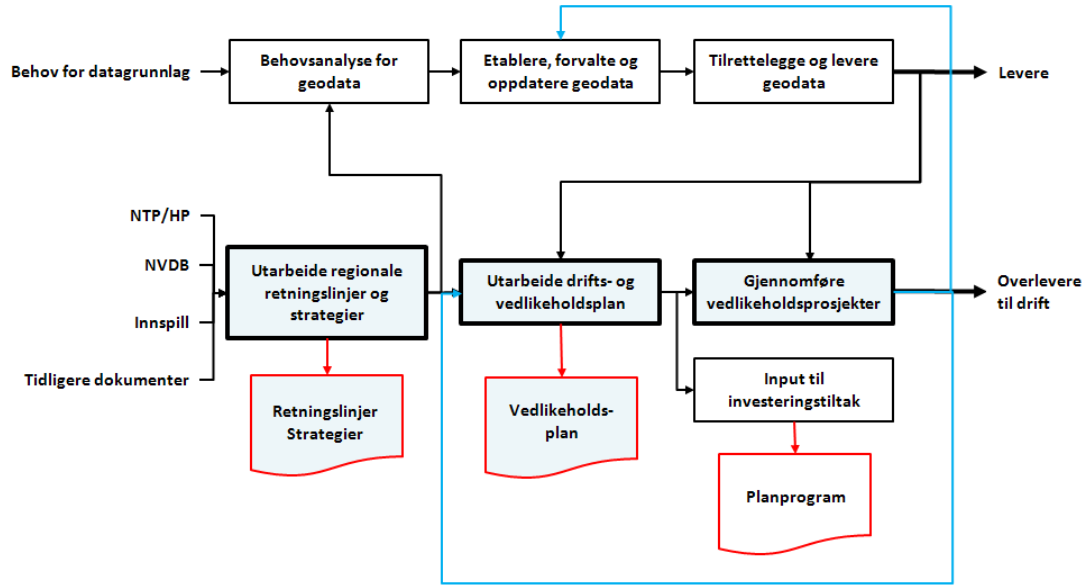 Behov for datagrunnlag
Behovsanalyse for
geodata
Etablere, forvalte og
oppdatere geodata
Tilrettelegge og levere
geodata
Levere
NTP/HP
NVDB
Innspill
Tidligere dokumenter
Utarbeide regionale
retningslinjer og
strategier
Utarbeide drifts- og
vedlikeholdsplan
Gjennomføre
vedlikeholdsprosjekter
Overlevere
til drift
Retningslinjer
Strategier
Vedlikeholds-
plan
Input til
investeringstiltak
Planprogram